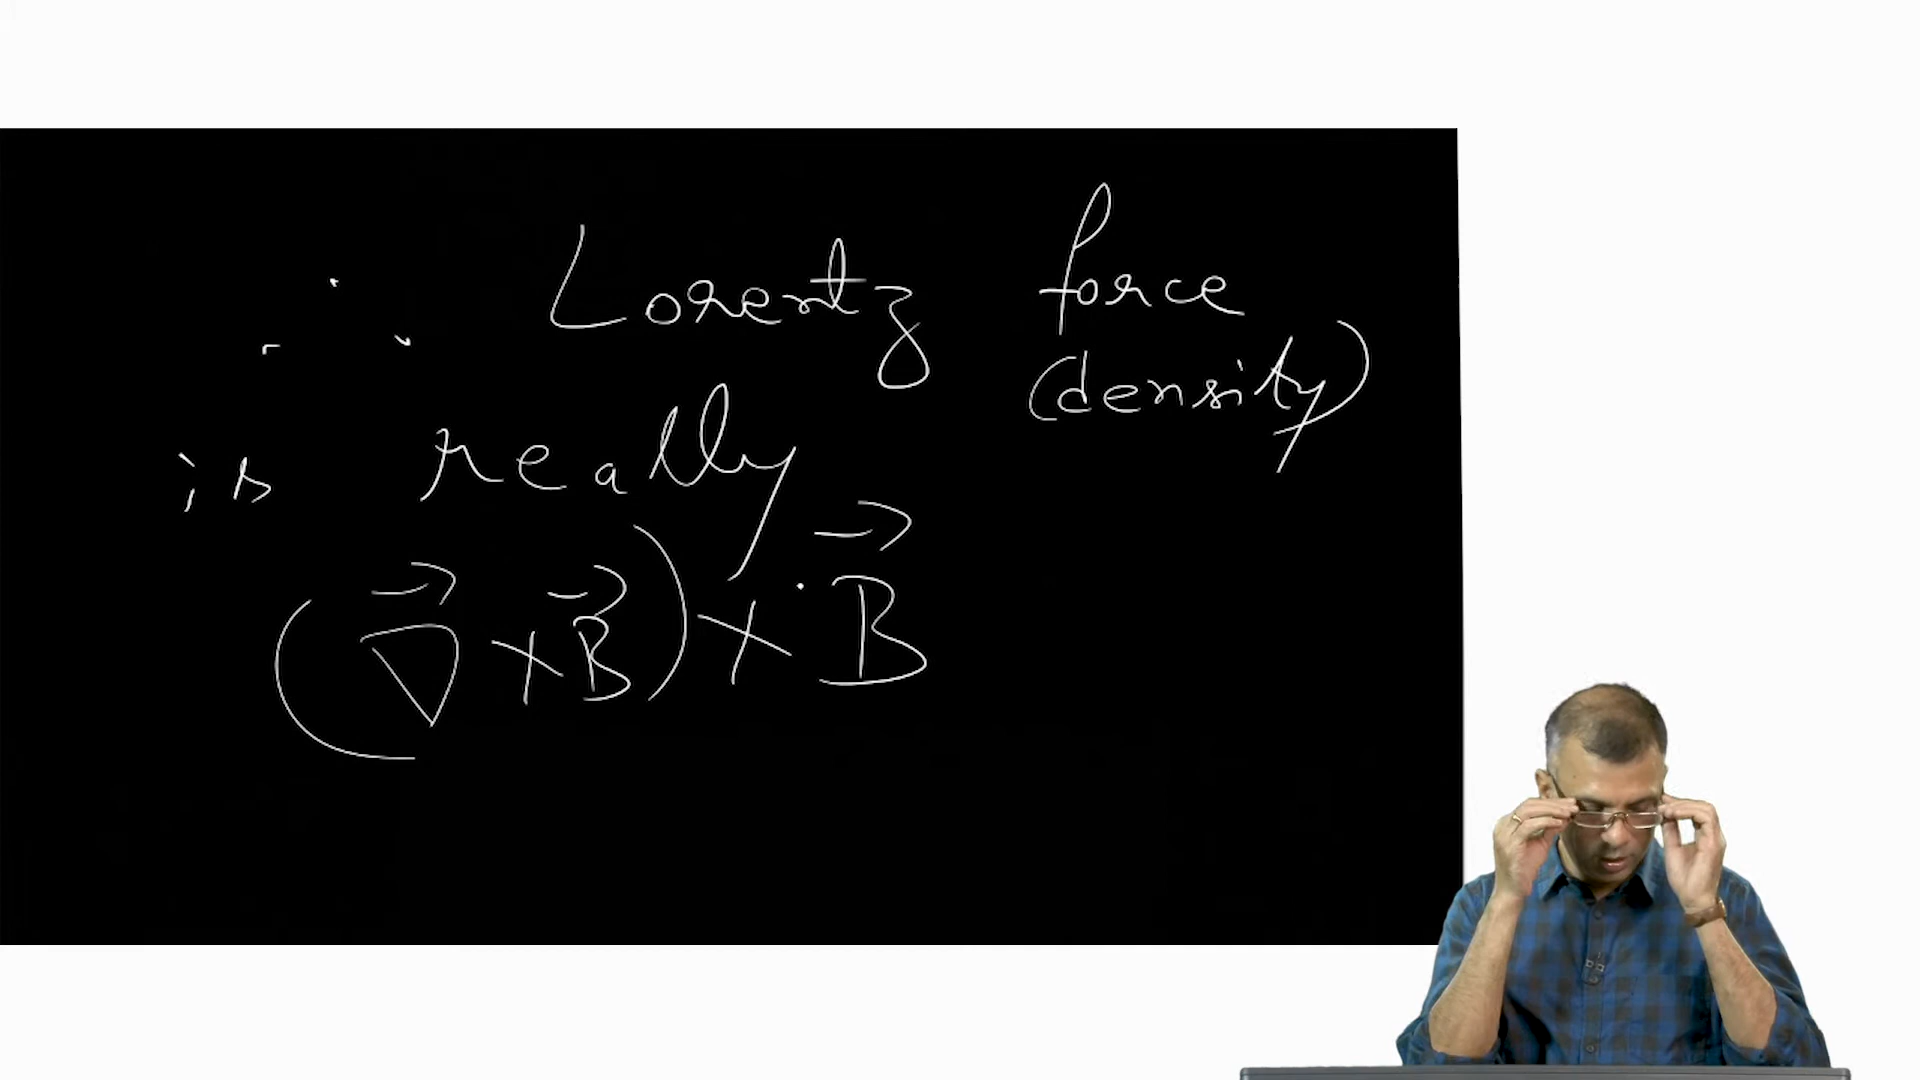 ∴ Lorentz force
(density)
is really
(∇⃗ × B⃗) × B⃗